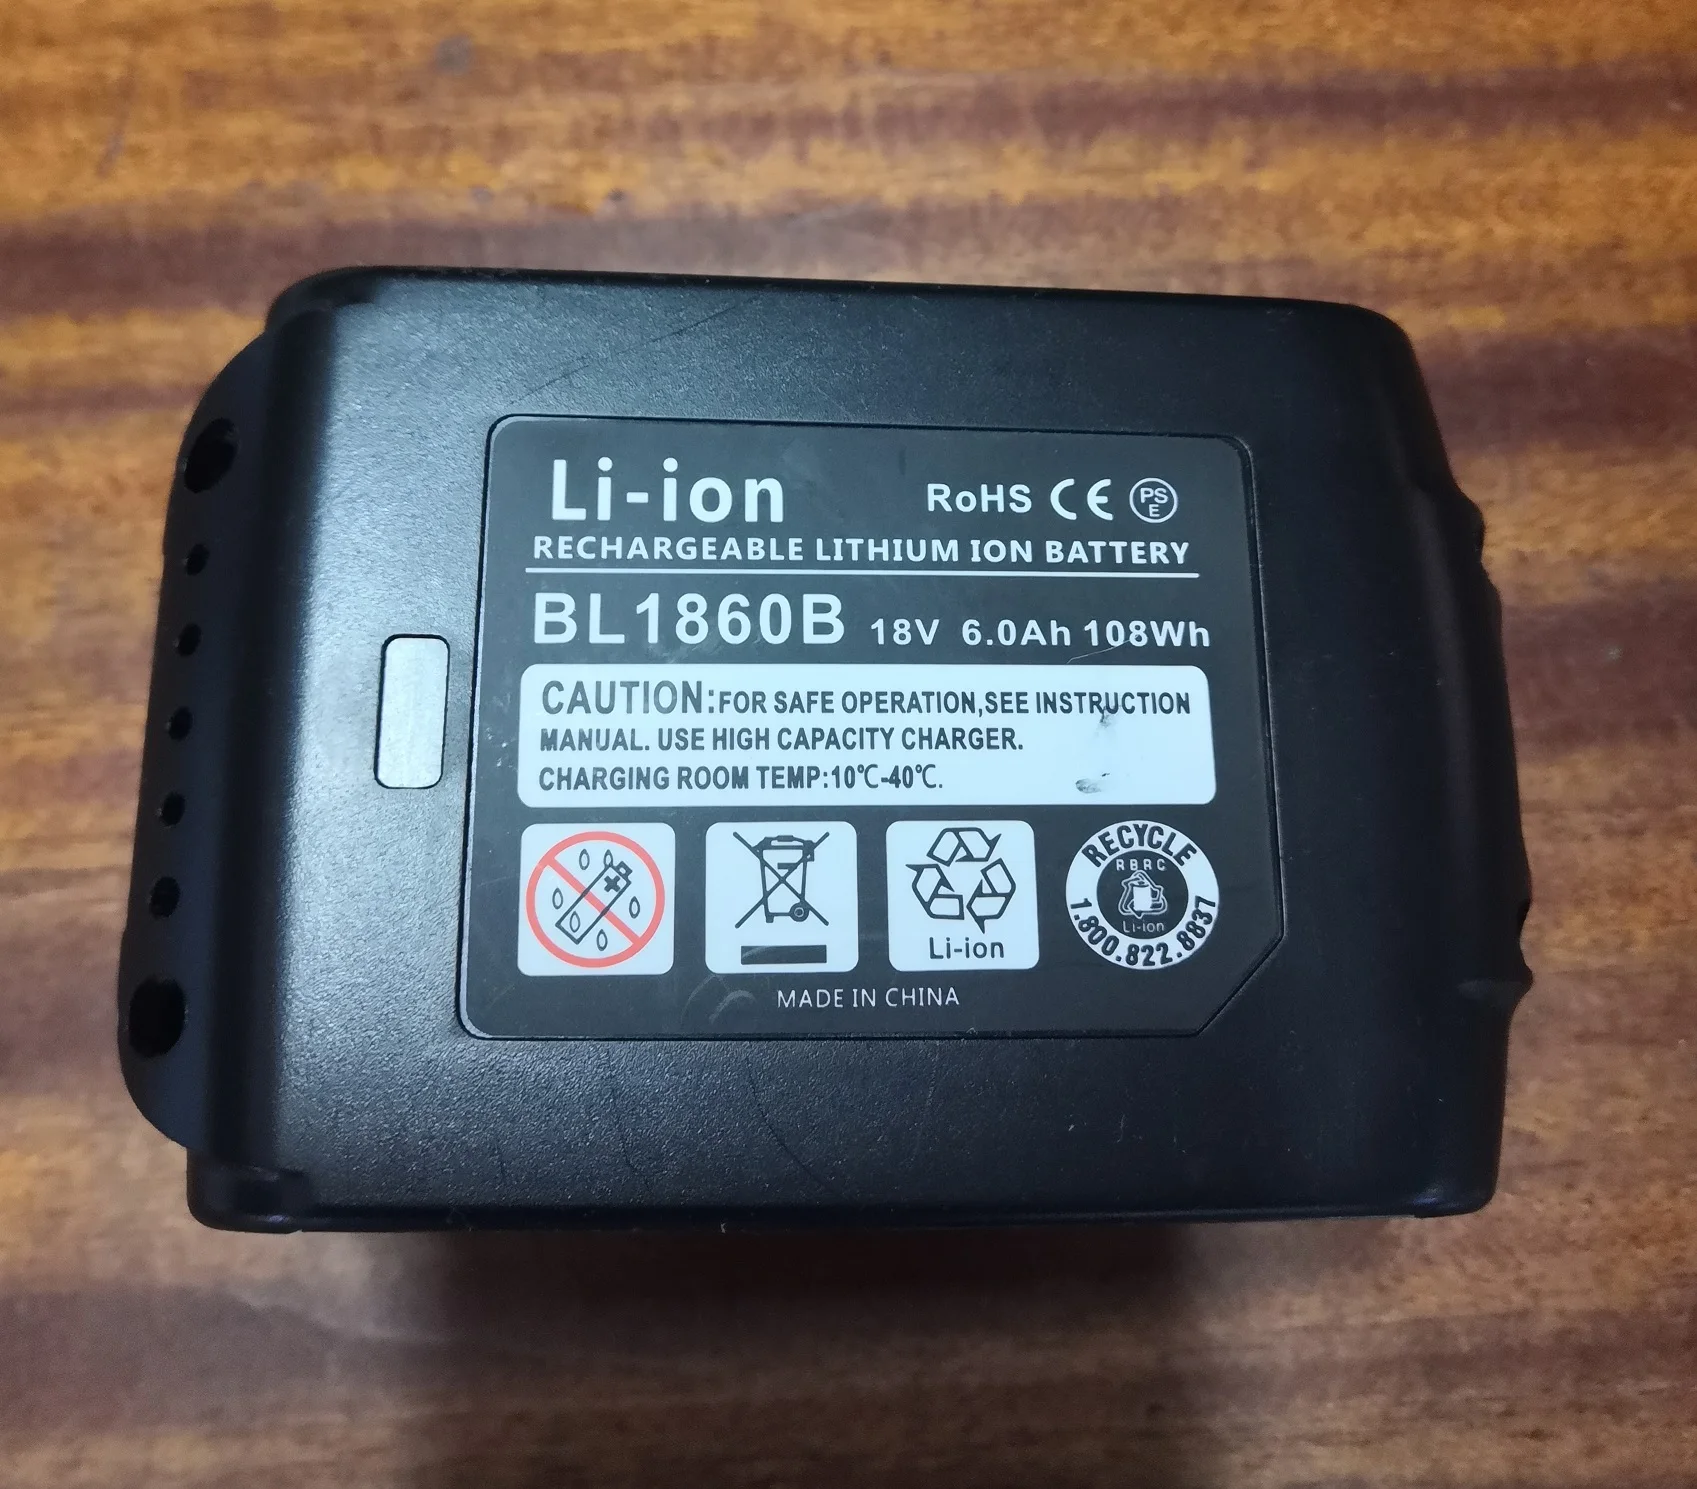 Li-ion RoHS CE PSE
RECHARGEABLE LITHIUM ION BATTERY
BL1860B 18V 6.0Ah 108Wh
CAUTION:FOR SAFE OPERATION,SEE INSTRUCTION
MANUAL. USE HIGH CAPACITY CHARGER.
CHARGING ROOM TEMP:10℃-40℃.
Li-ion
RECYCLE
RBRC
Li-ion
1.800.822.8837
MADE IN CHINA